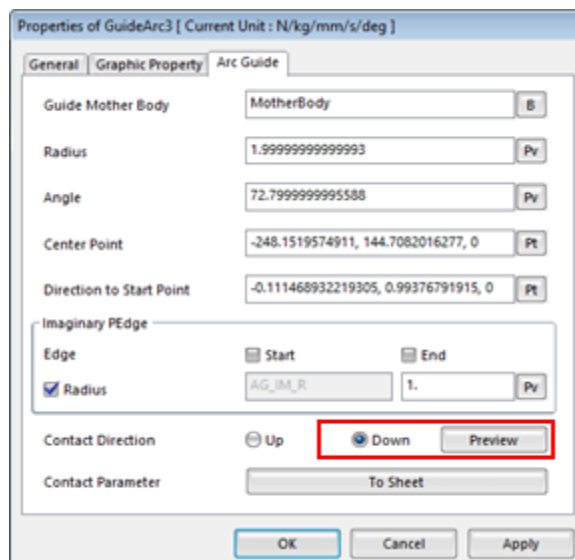 Properties of GuideArc3 [ Current Unit : N/kg/mm/s/deg ]
General Graphic Property Arc Guide
Guide Mother Body MotherBody B
Radius 1.99999999999993 Pv
Angle 72.7999999995588 Pv
Center Point -248.1519574911, 144.7082016277, 0 Pt
Direction to Start Point -0.111468932219305, 0.99376791915, 0 Pt
Imaginary PEdge
Edge Start End
Radius AG_IM_R 1. Pv
Contact Direction Up Down Preview
Contact Parameter To Sheet
OK Cancel Apply